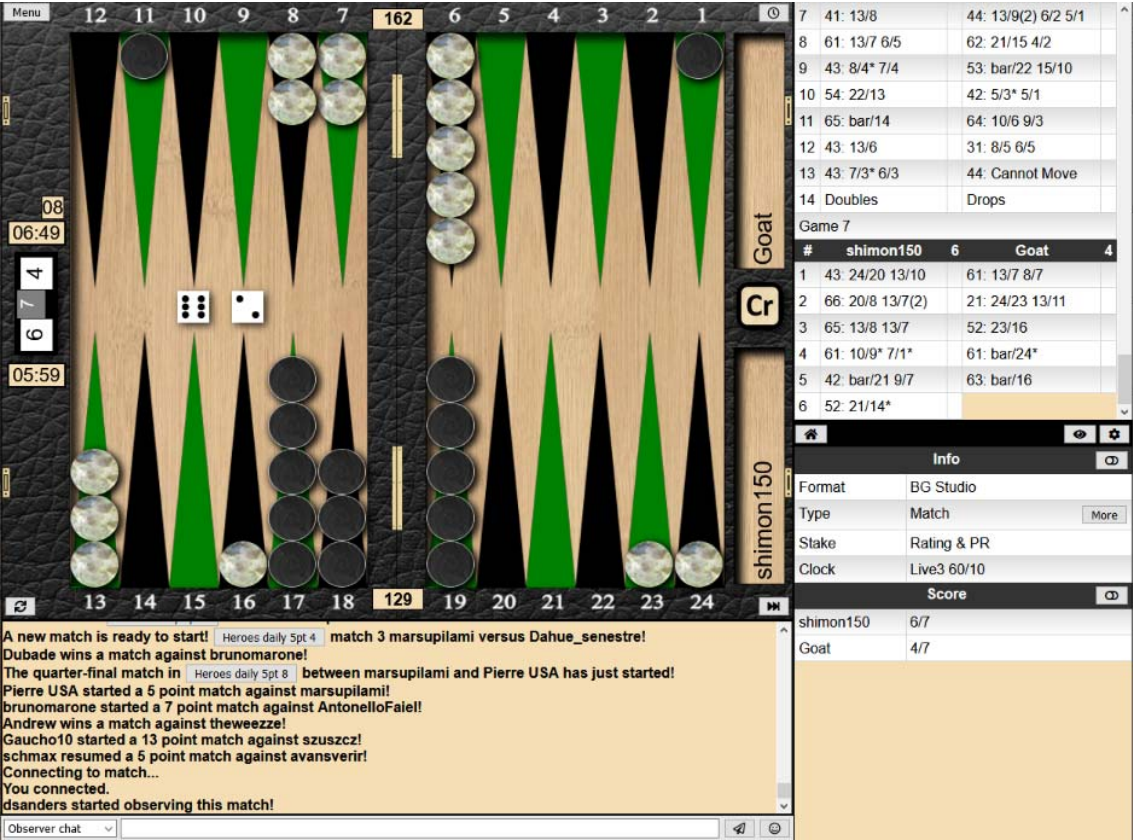 Menu
12 11 10 9 8 7 162 6 5 4 3 2 1
08
06:49
4
7
6
05:59
Goat
Cr
shimon150
13 14 15 16 17 18 129 19 20 21 22 23 24
7 41: 13/8 44: 13/9(2) 6/2 5/1
8 61: 13/7 6/5 62: 21/15 4/2
9 43: 8/4* 7/4 53: bar/22 15/10
10 54: 22/13 42: 5/3* 5/1
11 65: bar/14 64: 10/6 9/3
12 43: 13/6 31: 8/5 6/5
13 43: 7/3* 6/3 44: Cannot Move
14 Doubles Drops
Game 7
# shimon150 6 Goat 4
1 43: 24/20 13/10 61: 13/7 8/7
2 66: 20/8 13/7(2) 21: 24/23 13/11
3 65: 13/8 13/7 52: 23/16
4 61: 10/9* 7/1* 61: bar/24*
5 42: bar/21 9/7 63: bar/16
6 52: 21/14*
Info
Format BG Studio
Type Match More
Stake Rating & PR
Clock Live3 60/10
Score
shimon150 6/7
Goat 4/7
A new match is ready to start! Heroes daily 5pt 4 match 3 marsupilami versus Dahue_senestre!
Dubade wins a match against brunomarone!
The quarter-final match in Heroes daily 5pt 8 between marsupilami and Pierre USA has just started!
Pierre USA started a 5 point match against marsupilami!
brunomarone started a 7 point match against AntonelloFaiel!
Andrew wins a match against theweezze!
Gaucho10 started a 13 point match against szuszcz!
schmax resumed a 5 point match against avansverir!
Connecting to match...
You connected.
dsanders started observing this match!
Observer chat